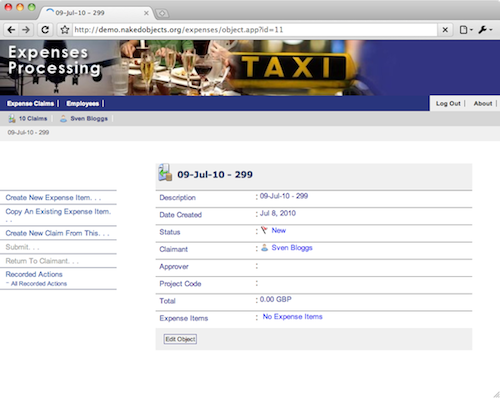 09-Jul-10 - 299
http://demo.nakedobjects.org/expenses/object.app?id=11
Expenses
Processing
TAXI
Expense Claims | Employees |
Log Out | About |
10 Claims | Sven Bloggs
09-Jul-10 - 299
09-Jul-10 - 299
Create New Expense Item. . .
Copy An Existing Expense Item. . .
Create New Claim From This. . .
Submit. . .
Return To Claimant. . .
Recorded Actions
~ All Recorded Actions
Description : 09-Jul-10 - 299
Date Created : Jul 8, 2010
Status : New
Claimant : Sven Bloggs
Approver :
Project Code :
Total : 0.00 GBP
Expense Items : No Expense Items
Edit Object